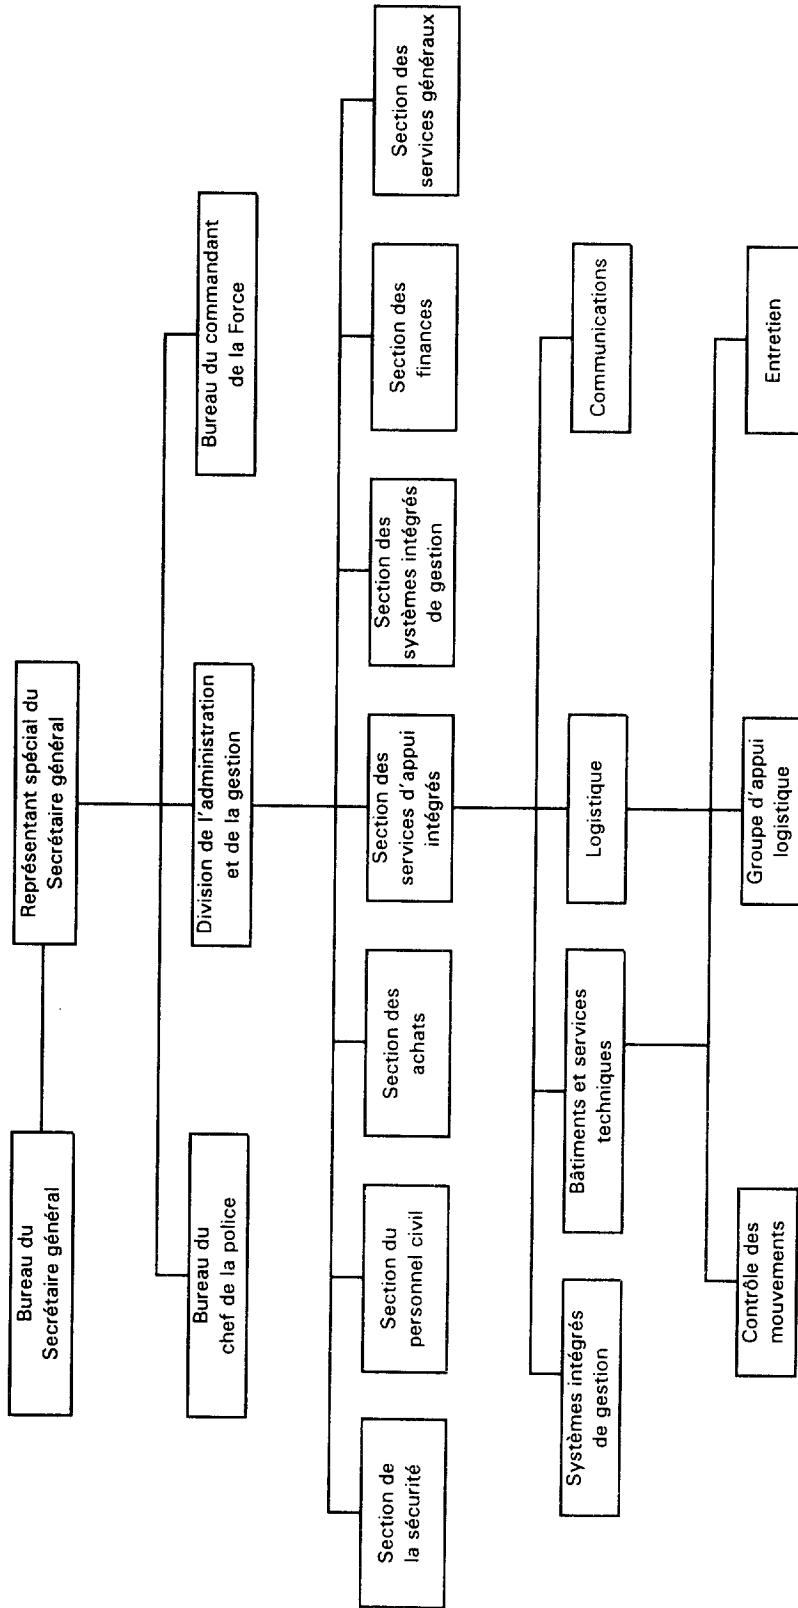 Bureau du
Secrétaire général
Représentant spécial du
Secrétaire général
Bureau du
chef de la police
Division de l'administration
et de la gestion
Bureau du commandant
de la Force
Section de
la sécurité
Section du
personnel civil
Section des
achats
Section des
services d'appui
intégrés
Section des
systèmes intégrés
de gestion
Section des
finances
Section des
services généraux
Systèmes intégrés
de gestion
Bâtiments et services
techniques
Logistique
Communications
Contrôle des
mouvements
Groupe d'appui
logistique
Entretien